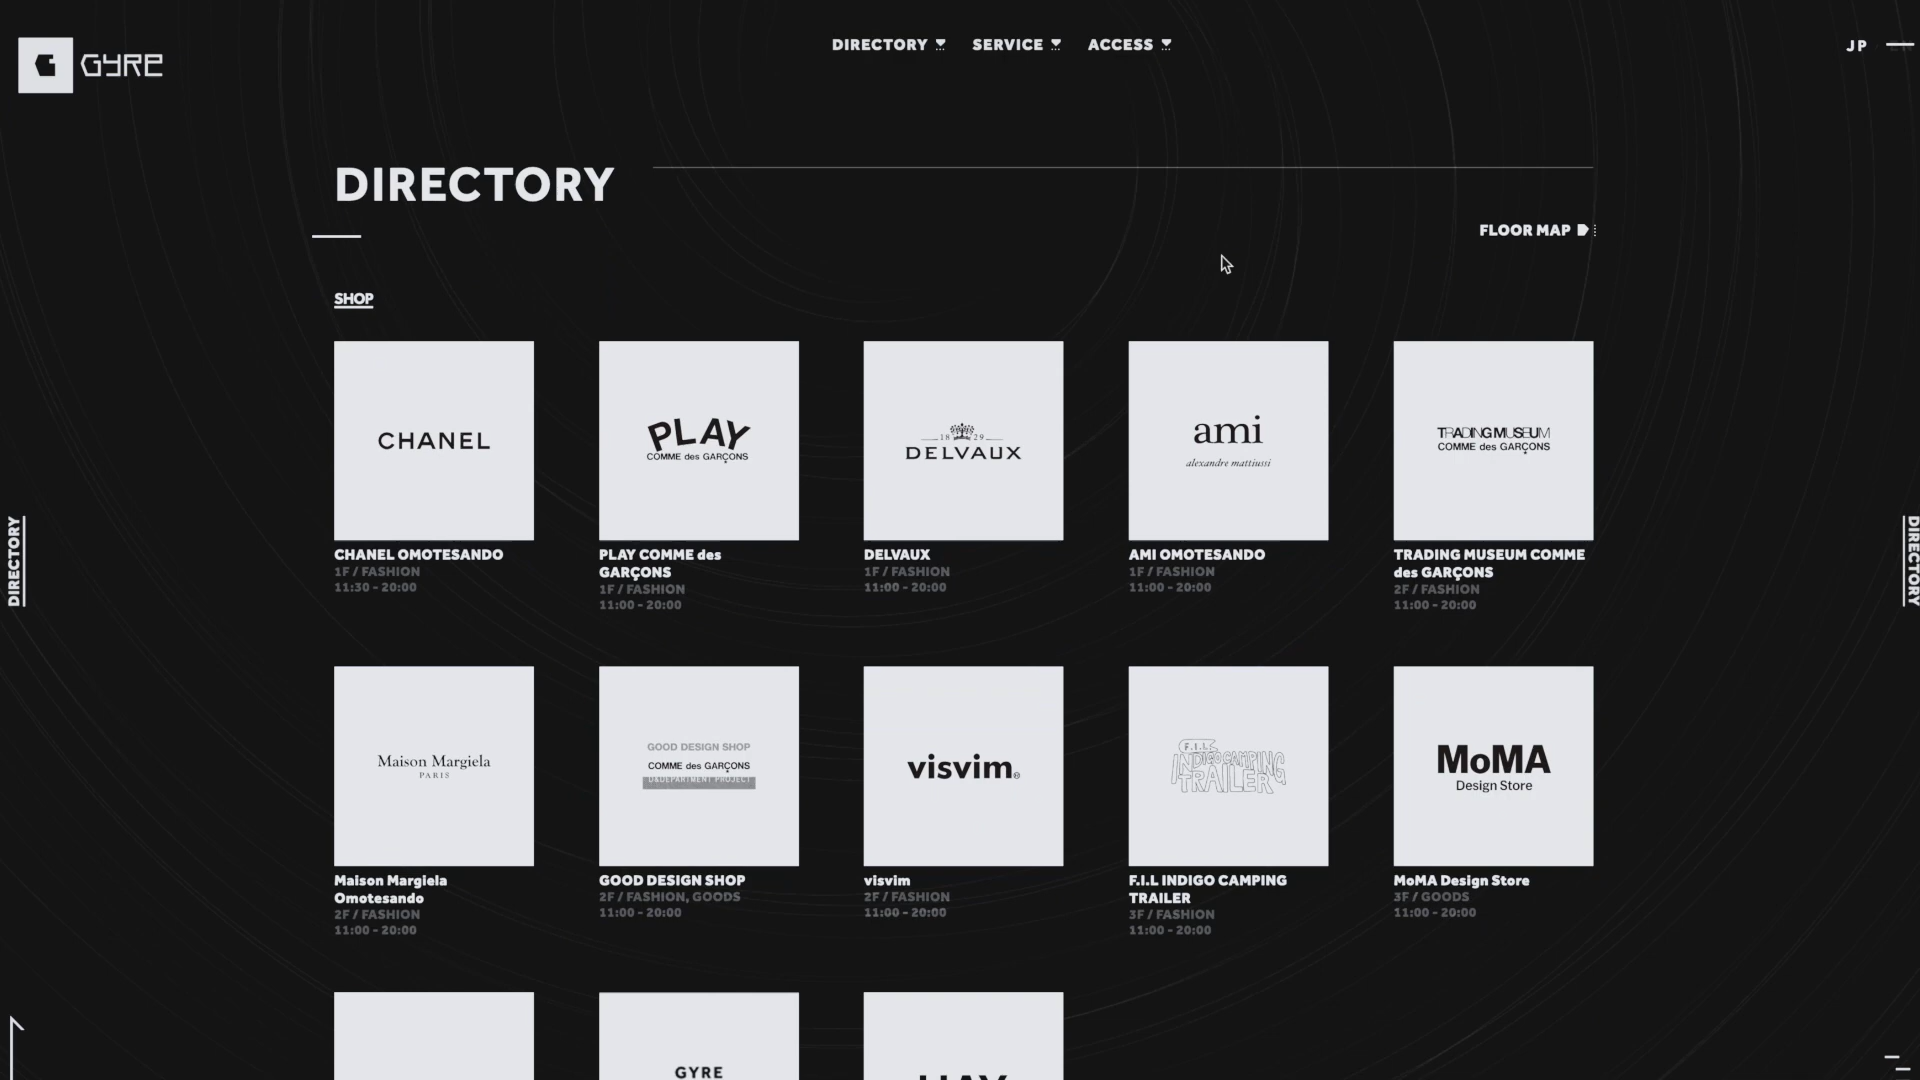 GYRE
DIRECTORY
SERVICE
ACCESS
JP
DIRECTORY
FLOOR MAP
SHOP
CHANEL
PLAY
COMME des GARÇONS
18 29
DELVAUX
ami
alexandre mattiussi
TRADING MUSEUM
COMME des GARÇONS
CHANEL OMOTESANDO
1F / FASHION
11:30 - 20:00
PLAY COMME des
GARÇONS
1F / FASHION
11:00 - 20:00
DELVAUX
1F / FASHION
11:00 - 20:00
AMI OMOTESANDO
1F / FASHION
11:00 - 20:00
TRADING MUSEUM COMME
des GARÇONS
2F / FASHION
11:00 - 20:00
DIRECTORY
DIRECTORY
Maison Margiela
PARIS
GOOD DESIGN SHOP
COMME des GARÇONS
D&DEPARTMENT PROJECT
visvim®
F.I.L
INDIGO CAMPING
TRAILER
MoMA
Design Store
Maison Margiela
Omotesando
2F / FASHION
11:00 - 20:00
GOOD DESIGN SHOP
2F / FASHION, GOODS
11:00 - 20:00
visvim
2F / FASHION
11:00 - 20:00
F.I.L INDIGO CAMPING
TRAILER
3F / FASHION
11:00 - 20:00
MoMA Design Store
3F / GOODS
11:00 - 20:00
GYRE